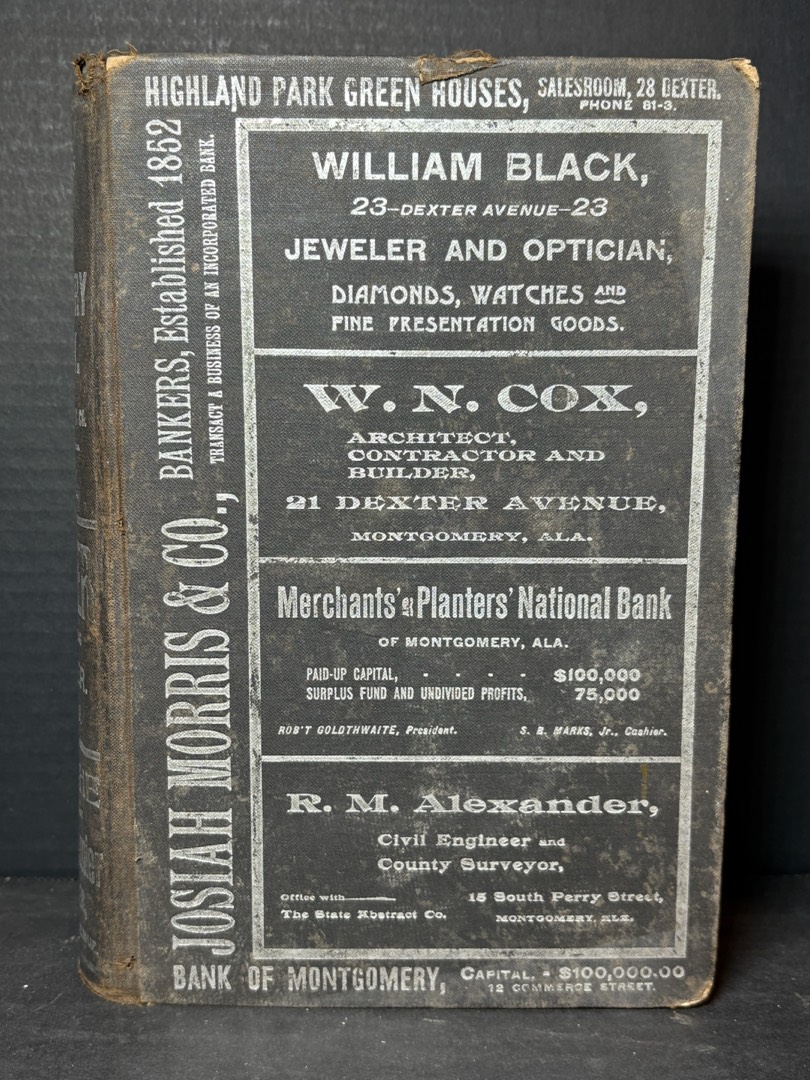 HIGHLAND PARK GREEN HOUSES, SALESROOM, 28 DEXTER.
PHONE 81-3.
JOSIAH MORRIS & CO., BANKERS, Established 1852
TRANSACT A BUSINESS OF AN INCORPORATED BANK.
WILLIAM BLACK,
23-DEXTER AVENUE-23
JEWELER AND OPTICIAN,
DIAMONDS, WATCHES AND
FINE PRESENTATION GOODS.
W. N. COX,
ARCHITECT,
CONTRACTOR AND
BUILDER,
21 DEXTER AVENUE,
MONTGOMERY, ALA.
Merchants' & Planters' National Bank
OF MONTGOMERY, ALA.
PAID-UP CAPITAL, - - - - $100,000
SURPLUS FUND AND UNDIVIDED PROFITS, 75,000
ROB'T GOLDTHWAITE, President. S. B. MARKS, Jr., Cashier.
R. M. Alexander,
Civil Engineer and
County Surveyor,
Office with 15 South Perry Street,
The State Abstract Co. MONTGOMERY, ALA.
BANK OF MONTGOMERY, CAPITAL, - $100,000.00
12 COMMERCE STREET.